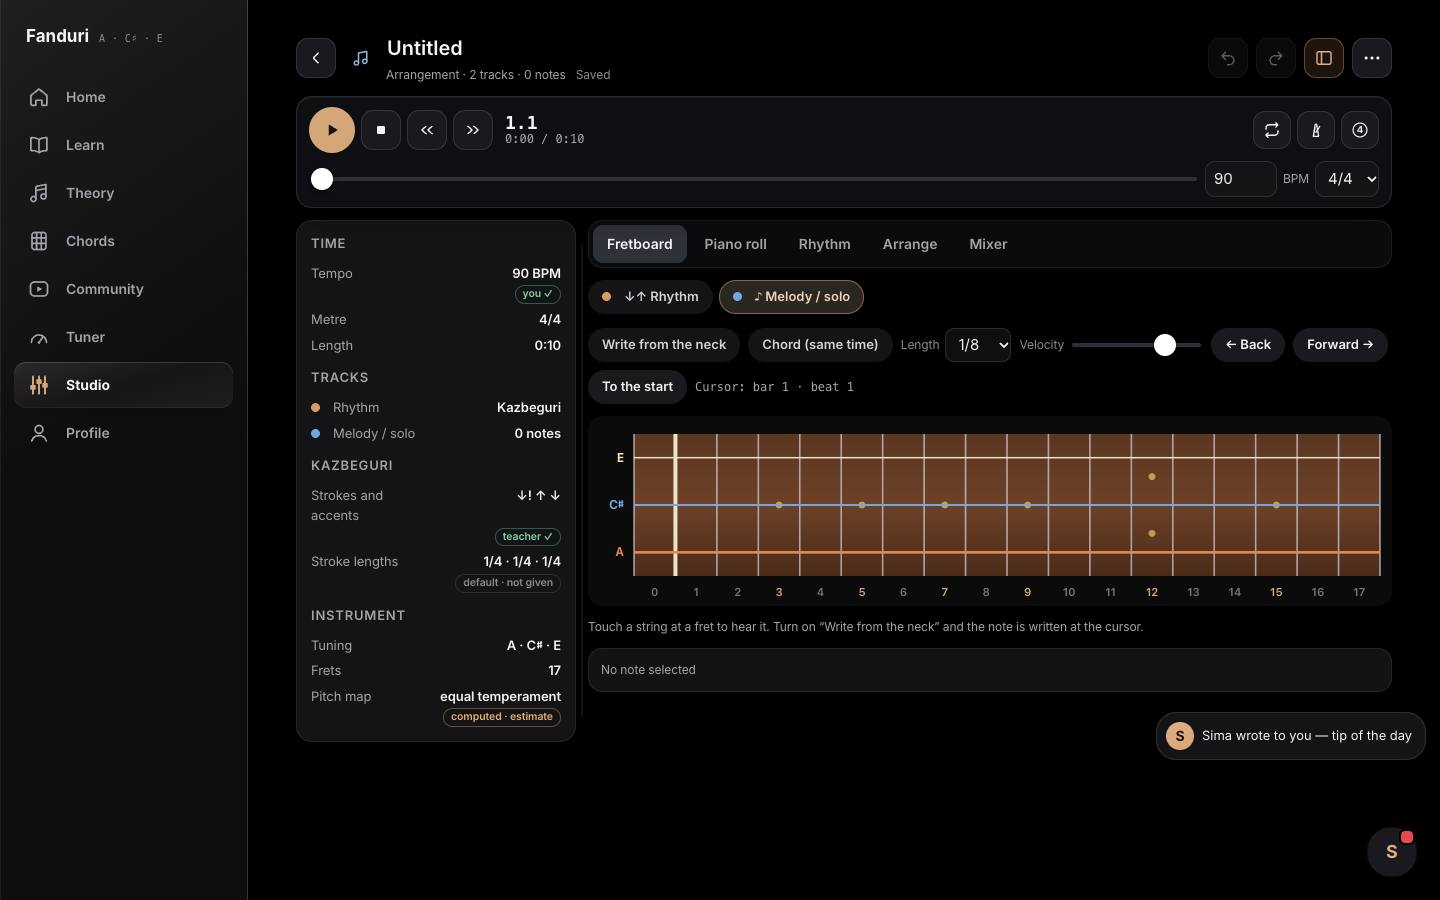 Fanduri A · C♯ · E
Home
Learn
Theory
Chords
Community
Tuner
Studio
Profile
Untitled
Arrangement · 2 tracks · 0 notes Saved
1.1
0:00 / 0:10
4
90 BPM 4/4
TIME
Tempo 90 BPM
you ✓
Metre 4/4
Length 0:10
TRACKS
Rhythm Kazbeguri
Melody / solo 0 notes
KAZBEGURI
Strokes and accents ↓! ↑ ↓
teacher ✓
Stroke lengths 1/4 · 1/4 · 1/4
default · not given
INSTRUMENT
Tuning A · C♯ · E
Frets 17
Pitch map equal temperament
computed · estimate
Fretboard Piano roll Rhythm Arrange Mixer
↓↑ Rhythm ♪ Melody / solo
Write from the neck Chord (same time) Length 1/8 Velocity ← Back Forward →
To the start Cursor: bar 1 · beat 1
E
C♯
A
0 1 2 3 4 5 6 7 8 9 10 11 12 13 14 15 16 17
Touch a string at a fret to hear it. Turn on “Write from the neck” and the note is written at the cursor.
No note selected
S Sima wrote to you — tip of the day
S